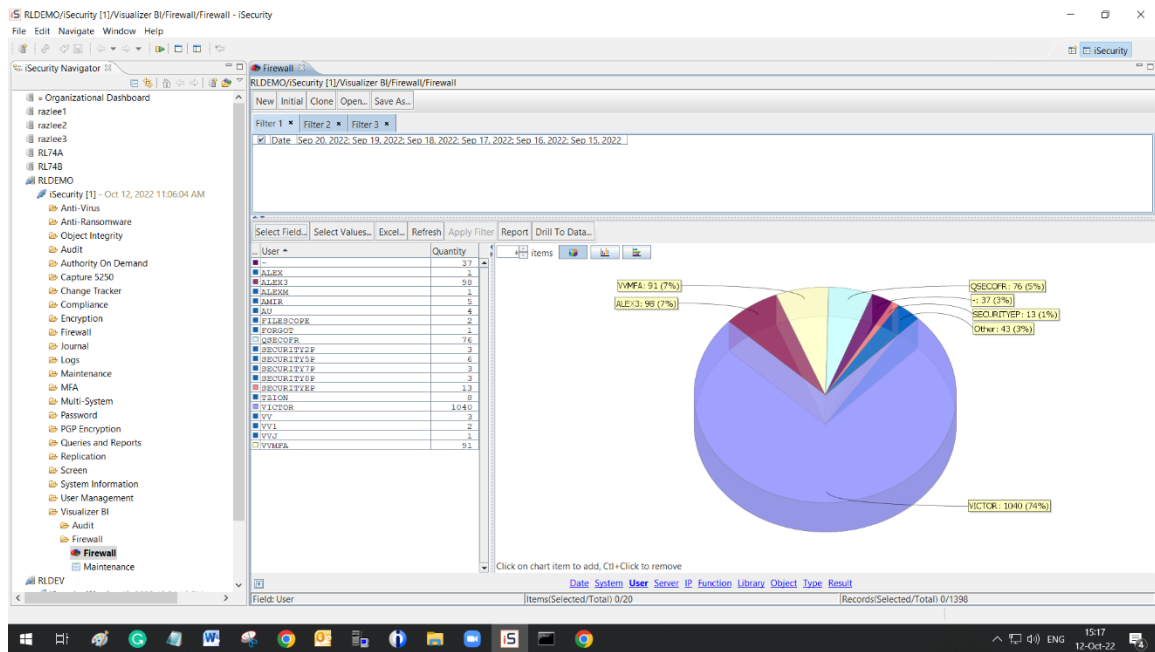 RLDEMO/iSecurity [1]/Visualizer BI/Firewall/Firewall - iSecurity
File Edit Navigate Window Help
iSecurity
iSecurity Navigator
» Organizational Dashboard
razlee1
razlee2
razlee3
RL74A
RL74B
RLDEMO
iSecurity [1] - Oct 12, 2022 11:06:04 AM
Anti-Virus
Anti-Ransomware
Object Integrity
Audit
Authority On Demand
Capture 5250
Change Tracker
Compliance
Encryption
Firewall
Journal
Logs
Maintenance
MFA
Multi-System
Password
PGP Encryption
Queries and Reports
Replication
Screen
System Information
User Management
Visualizer BI
Audit
Firewall
Firewall
Maintenance
RLDEV
Firewall
RLDEMO/iSecurity [1]/Visualizer BI/Firewall/Firewall
New Initial Clone Open... Save As...
Filter 1 Filter 2 Filter 3
Date Sep 20, 2022; Sep 19, 2022; Sep 18, 2022; Sep 17, 2022; Sep 16, 2022; Sep 15, 2022
Select Field... Select Values... Excel... Refresh Apply Filter Report Drill To Data...
... User Quantity
- 37
ALEX 1
ALEX3 98
ALEXM 1
AMIR 5
AU 4
FILESCOPE 2
FORGOT 1
QSECOFR 76
SECURITY2P 3
SECURITY5P 6
SECURITY7P 3
SECURITY8P 3
SECURITYEP 13
TZION 8
VICTOR 1040
VV 3
VV1 2
VVJ 1
VVMFA 91
6 items
VVMFA: 91 (7%)
ALEX3: 98 (7%)
QSECOFR: 76 (5%)
-: 37 (3%)
SECURITYEP: 13 (1%)
Other: 43 (3%)
VICTOR: 1040 (74%)
Click on chart item to add, Ctl+Click to remove
Date System User Server IP Function Library Object Type Result
Field: User Items(Selected/Total) 0/20 Records(Selected/Total) 0/1398
ENG 15:17
12-Oct-22